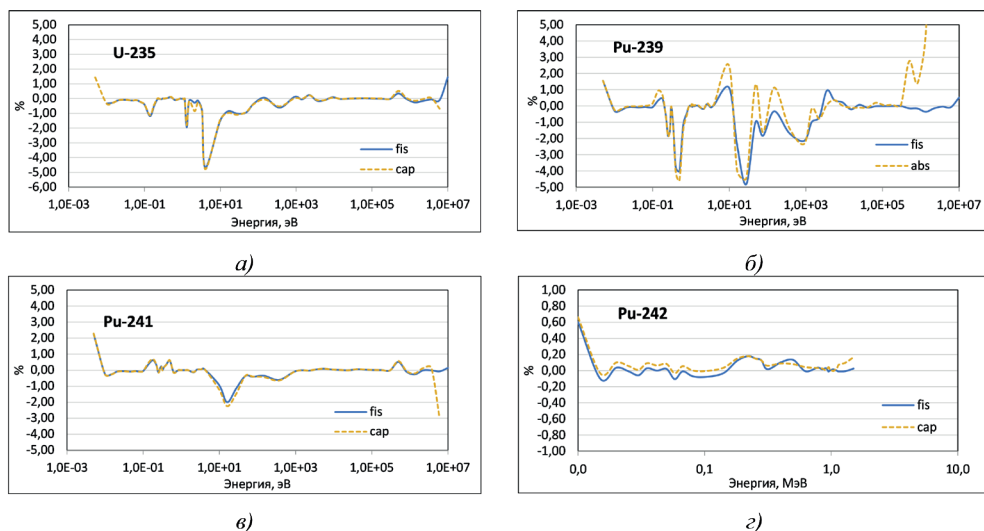 5,00
4,00
3,00
2,00
1,00
0,00
-1,00
-2,00
-3,00
-4,00
-5,00
-6,00
%
U-235
fis
cap
1,0E-03 1,0E-01 1,0E+01 1,0E+03 1,0E+05 1,0E+07
Энергия, эВ
а)
5,00
4,00
3,00
2,00
1,00
0,00
-1,00
-2,00
-3,00
-4,00
-5,00
%
Pu-239
fis
abs
1,0E-03 1,0E-01 1,0E+01 1,0E+03 1,0E+05 1,0E+07
Энергия, эВ
б)
5,00
4,00
3,00
2,00
1,00
0,00
-1,00
-2,00
-3,00
-4,00
-5,00
%
Pu-241
fis
cap
1,0E-03 1,0E-01 1,0E+01 1,0E+03 1,0E+05 1,0E+07
Энергия, эВ
в)
1,00
0,80
0,60
0,40
0,20
0,00
-0,20
-0,40
-0,60
-0,80
-1,00
%
Pu-242
fis
cap
0,0 0,1 1,0 10,0
Энергия, МэВ
г)